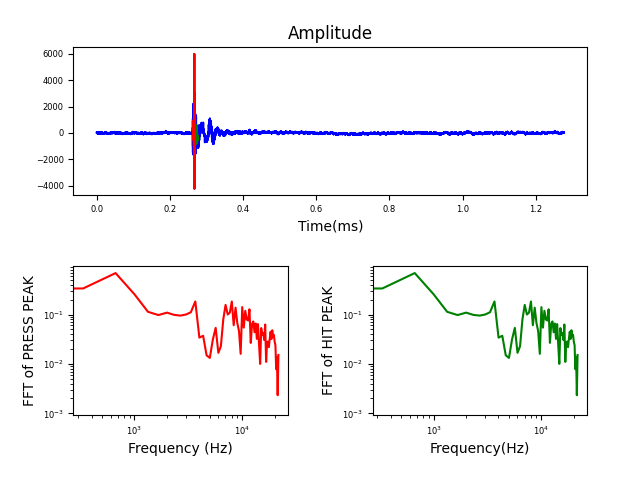 Amplitude
6000
4000
2000
0
−2000
−4000
0.0 0.2 0.4 0.6 0.8 1.0 1.2
Time(ms)
FFT of PRESS PEAK
10⁻¹
10⁻²
10⁻³
10³ 10⁴
Frequency (Hz)
FFT of HIT PEAK
10⁻¹
10⁻²
10⁻³
10³ 10⁴
Frequency(Hz)